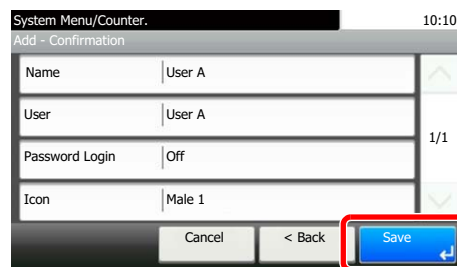 System Menu/Counter. 10:10
Add - Confirmation
Name User A
User User A
1/1
Password Login Off
Icon Male 1
Cancel < Back Save